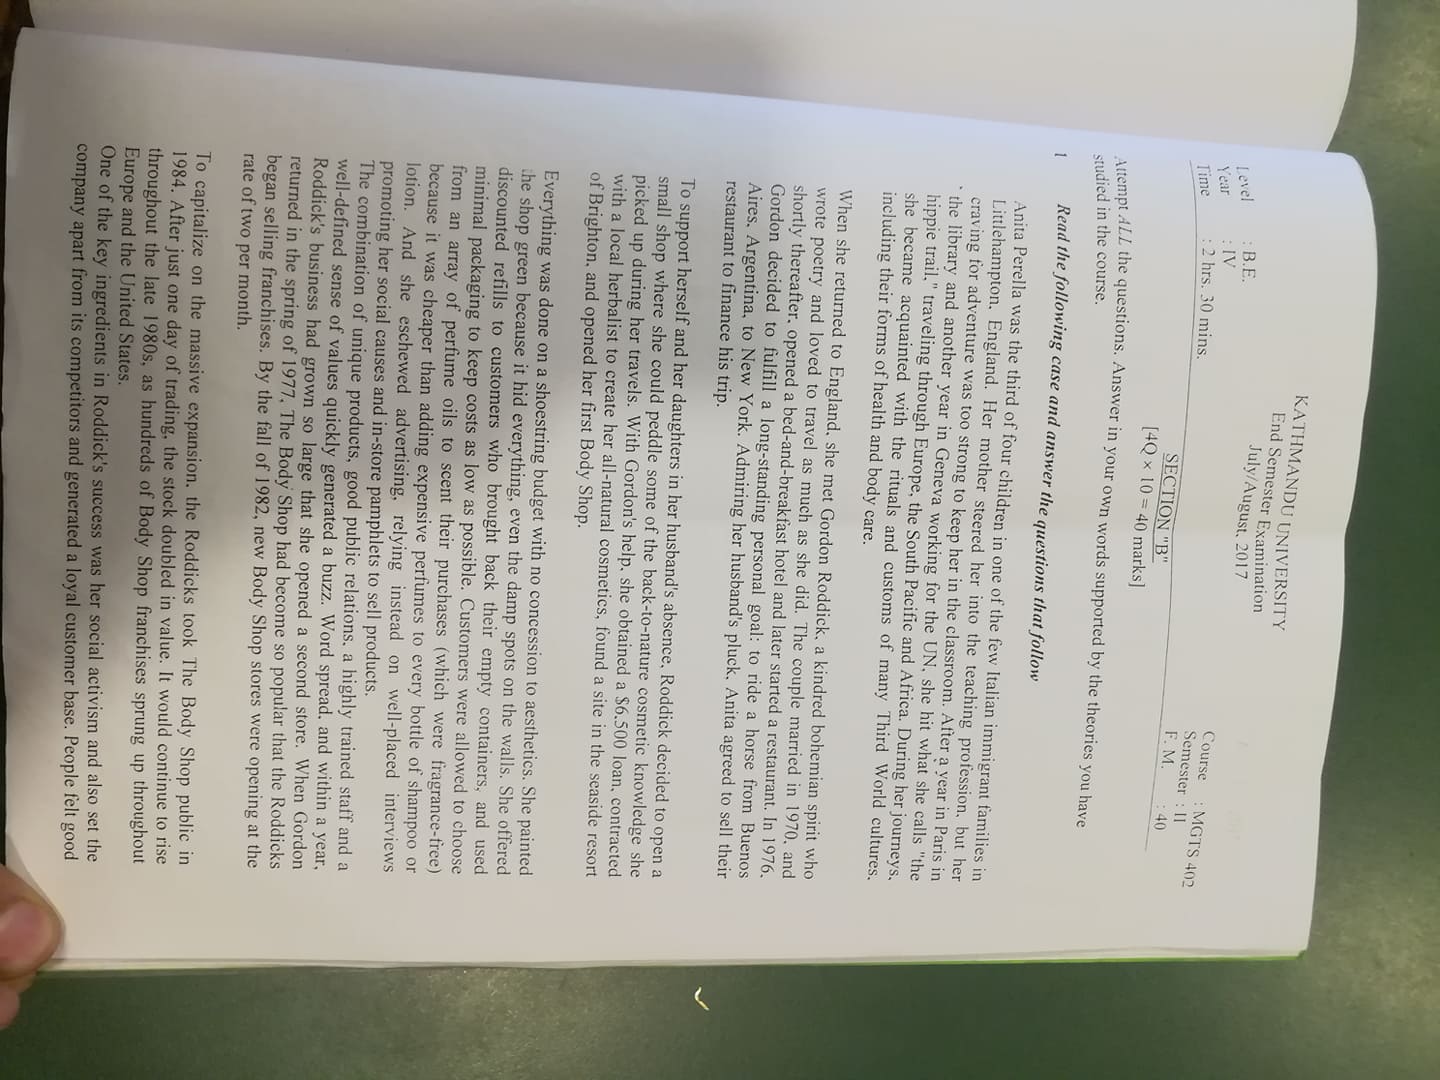 KATHMANDU UNIVERSITY
End Semester Examination
July/August, 2017
Level : B.E.
Year : IV
Time : 2 hrs. 30 mins.
Course : MGTS 402
Semester : II
F. M. : 40
SECTION "B"
[4Q × 10 = 40 marks]
Attempt ALL the questions. Answer in your own words supported by the theories you have
studied in the course.
1 Read the following case and answer the questions that follow
Anita Perella was the third of four children in one of the few Italian immigrant families in
Littlehampton, England. Her mother steered her into the teaching profession, but her
craving for adventure was too strong to keep her in the classroom. After a year in Paris in
the library and another year in Geneva working for the UN, she hit what she calls "the
hippie trail," traveling through Europe, the South Pacific and Africa. During her journeys,
she became acquainted with the rituals and customs of many Third World cultures,
including their forms of health and body care.
When she returned to England, she met Gordon Roddick, a kindred bohemian spirit who
wrote poetry and loved to travel as much as she did. The couple married in 1970, and
shortly thereafter, opened a bed-and-breakfast hotel and later started a restaurant. In 1976,
Gordon decided to fulfill a long-standing personal goal: to ride a horse from Buenos
Aires, Argentina, to New York. Admiring her husband's pluck, Anita agreed to sell their
restaurant to finance his trip.
To support herself and her daughters in her husband's absence, Roddick decided to open a
small shop where she could peddle some of the back-to-nature cosmetic knowledge she
picked up during her travels. With Gordon's help, she obtained a $6,500 loan, contracted
with a local herbalist to create her all-natural cosmetics, found a site in the seaside resort
of Brighton, and opened her first Body Shop.
Everything was done on a shoestring budget with no concession to aesthetics. She painted
the shop green because it hid everything, even the damp spots on the walls. She offered
discounted refills to customers who brought back their empty containers, and used
minimal packaging to keep costs as low as possible. Customers were allowed to choose
from an array of perfume oils to scent their purchases (which were fragrance-free)
because it was cheaper than adding expensive perfumes to every bottle of shampoo or
lotion. And she eschewed advertising, relying instead on well-placed interviews
promoting her social causes and in-store pamphlets to sell products.
The combination of unique products, good public relations, a highly trained staff and a
well-defined sense of values quickly generated a buzz. Word spread, and within a year,
Roddick's business had grown so large that she opened a second store. When Gordon
returned in the spring of 1977, The Body Shop had become so popular that the Roddicks
began selling franchises. By the fall of 1982, new Body Shop stores were opening at the
rate of two per month.
To capitalize on the massive expansion, the Roddicks took The Body Shop public in
1984. After just one day of trading, the stock doubled in value. It would continue to rise
throughout the late 1980s, as hundreds of Body Shop franchises sprung up throughout
Europe and the United States.
One of the key ingredients in Roddick's success was her social activism and also set the
company apart from its competitors and generated a loyal customer base. People felt good